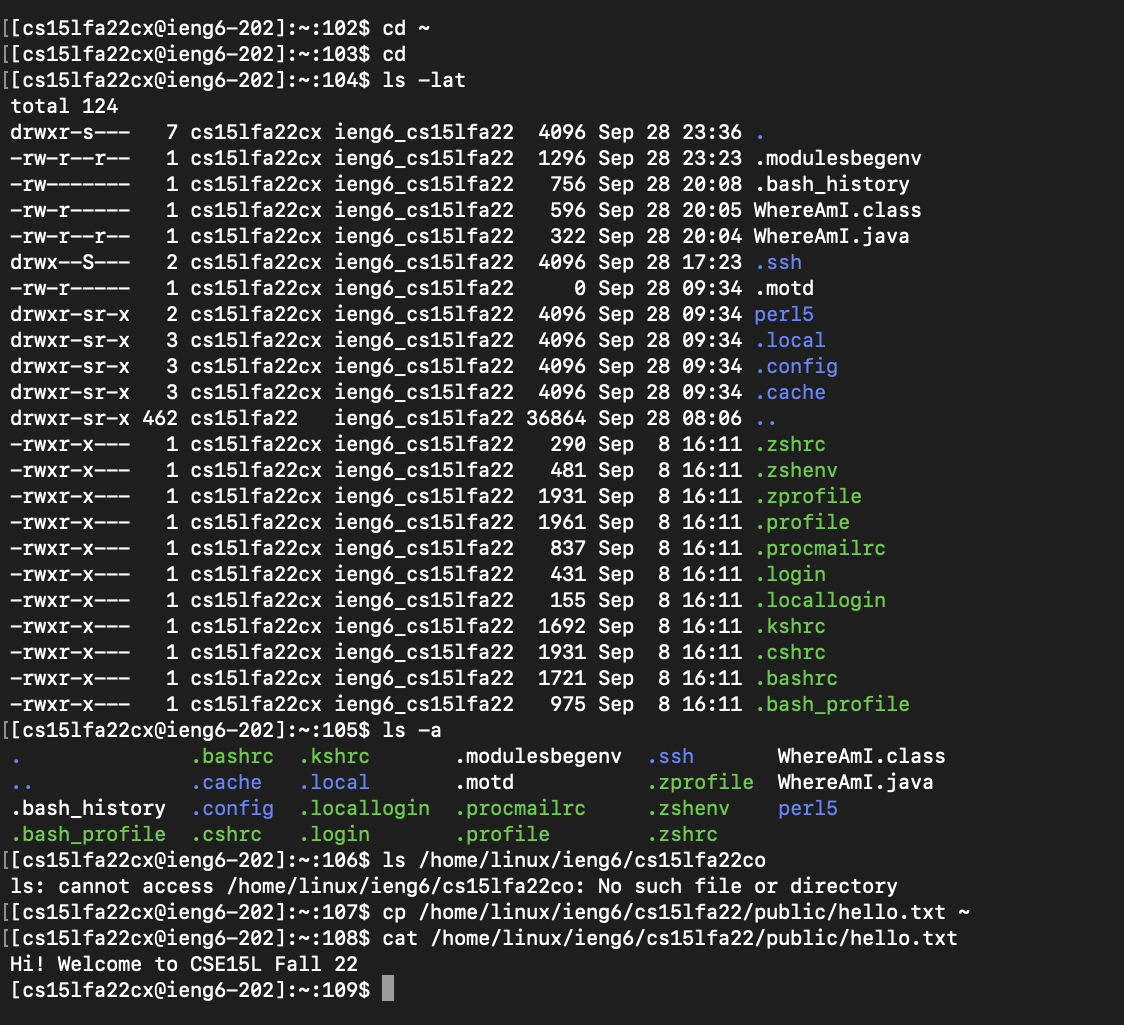 [[cs15lfa22cx@ieng6-202]:~:102$ cd ~
[[cs15lfa22cx@ieng6-202]:~:103$ cd
[[cs15lfa22cx@ieng6-202]:~:104$ ls -lat
total 124
drwxr-s---   7 cs15lfa22cx ieng6_cs15lfa22  4096 Sep 28 23:36 .
-rw-r--r--   1 cs15lfa22cx ieng6_cs15lfa22  1296 Sep 28 23:23 .modulesbegenv
-rw-------   1 cs15lfa22cx ieng6_cs15lfa22   756 Sep 28 20:08 .bash_history
-rw-r-----   1 cs15lfa22cx ieng6_cs15lfa22   596 Sep 28 20:05 WhereAmI.class
-rw-r--r--   1 cs15lfa22cx ieng6_cs15lfa22   322 Sep 28 20:04 WhereAmI.java
drwx--S---   2 cs15lfa22cx ieng6_cs15lfa22  4096 Sep 28 17:23 .ssh
-rw-r-----   1 cs15lfa22cx ieng6_cs15lfa22     0 Sep 28 09:34 .motd
drwxr-sr-x   2 cs15lfa22cx ieng6_cs15lfa22  4096 Sep 28 09:34 perl5
drwxr-sr-x   3 cs15lfa22cx ieng6_cs15lfa22  4096 Sep 28 09:34 .local
drwxr-sr-x   3 cs15lfa22cx ieng6_cs15lfa22  4096 Sep 28 09:34 .config
drwxr-sr-x   3 cs15lfa22cx ieng6_cs15lfa22  4096 Sep 28 09:34 .cache
drwxr-sr-x 462 cs15lfa22   ieng6_cs15lfa22 36864 Sep 28 08:06 ..
-rwxr-x---   1 cs15lfa22cx ieng6_cs15lfa22   290 Sep  8 16:11 .zshrc
-rwxr-x---   1 cs15lfa22cx ieng6_cs15lfa22   481 Sep  8 16:11 .zshenv
-rwxr-x---   1 cs15lfa22cx ieng6_cs15lfa22  1931 Sep  8 16:11 .zprofile
-rwxr-x---   1 cs15lfa22cx ieng6_cs15lfa22  1961 Sep  8 16:11 .profile
-rwxr-x---   1 cs15lfa22cx ieng6_cs15lfa22   837 Sep  8 16:11 .procmailrc
-rwxr-x---   1 cs15lfa22cx ieng6_cs15lfa22   431 Sep  8 16:11 .login
-rwxr-x---   1 cs15lfa22cx ieng6_cs15lfa22   155 Sep  8 16:11 .locallogin
-rwxr-x---   1 cs15lfa22cx ieng6_cs15lfa22  1692 Sep  8 16:11 .kshrc
-rwxr-x---   1 cs15lfa22cx ieng6_cs15lfa22  1931 Sep  8 16:11 .cshrc
-rwxr-x---   1 cs15lfa22cx ieng6_cs15lfa22  1721 Sep  8 16:11 .bashrc
-rwxr-x---   1 cs15lfa22cx ieng6_cs15lfa22   975 Sep  8 16:11 .bash_profile
[[cs15lfa22cx@ieng6-202]:~:105$ ls -a
.              .bashrc  .kshrc       .modulesbegenv  .ssh       WhereAmI.class
..             .cache   .local       .motd           .zprofile  WhereAmI.java
.bash_history  .config  .locallogin  .procmailrc     .zshenv    perl5
.bash_profile  .cshrc   .login       .profile        .zshrc
[[cs15lfa22cx@ieng6-202]:~:106$ ls /home/linux/ieng6/cs15lfa22co
ls: cannot access /home/linux/ieng6/cs15lfa22co: No such file or directory
[[cs15lfa22cx@ieng6-202]:~:107$ cp /home/linux/ieng6/cs15lfa22/public/hello.txt ~
[[cs15lfa22cx@ieng6-202]:~:108$ cat /home/linux/ieng6/cs15lfa22/public/hello.txt
Hi! Welcome to CSE15L Fall 22
[cs15lfa22cx@ieng6-202]:~:109$